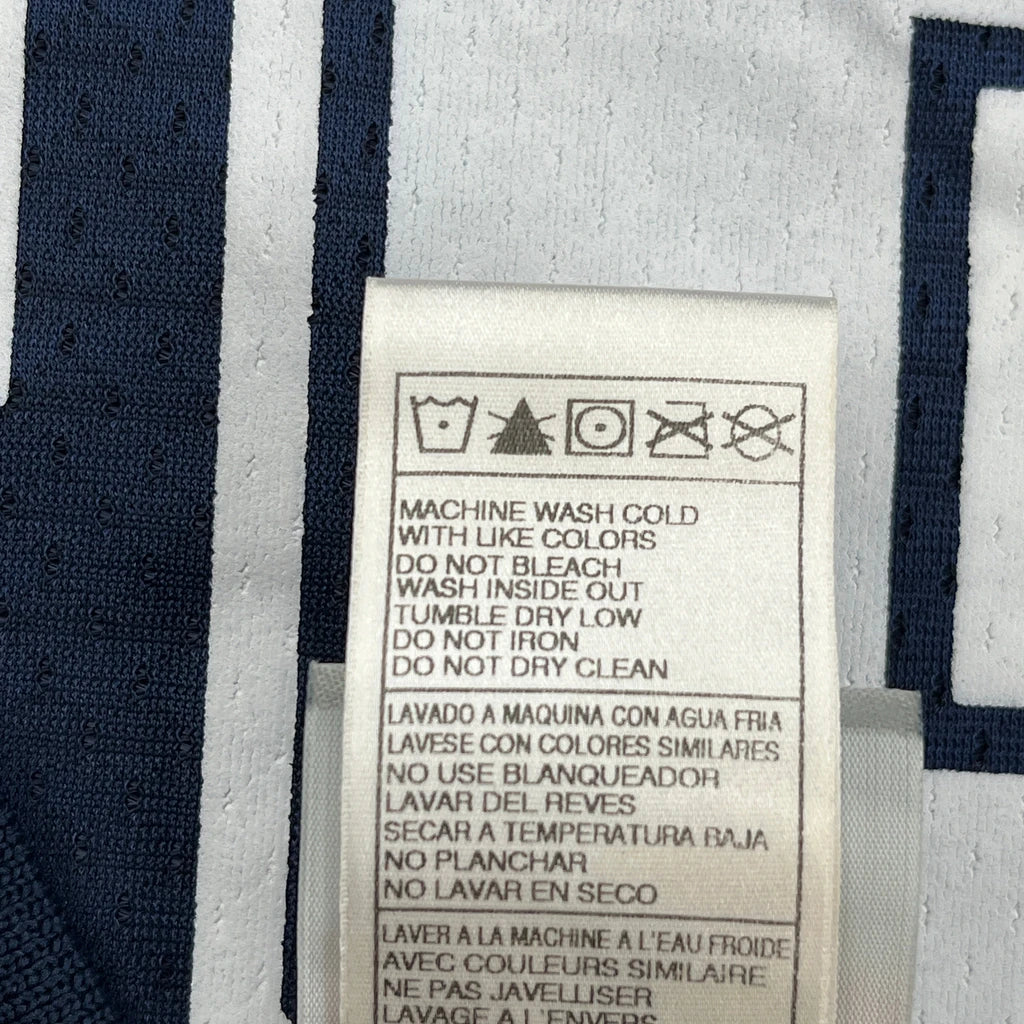 MACHINE WASH COLD
WITH LIKE COLORS
DO NOT BLEACH
WASH INSIDE OUT
TUMBLE DRY LOW
DO NOT IRON
DO NOT DRY CLEAN
LAVADO A MAQUINA CON AGUA FRIA
LAVESE CON COLORES SIMILARES
NO USE BLANQUEADOR
LAVAR DEL REVES
SECAR A TEMPERATURA BAJA
NO PLANCHAR
NO LAVAR EN SECO
LAVER A LA MACHINE A L'EAU FROIDE
AVEC COULEURS SIMILAIRE
NE PAS JAVELLISER
LAVAGE A L'ENVERS